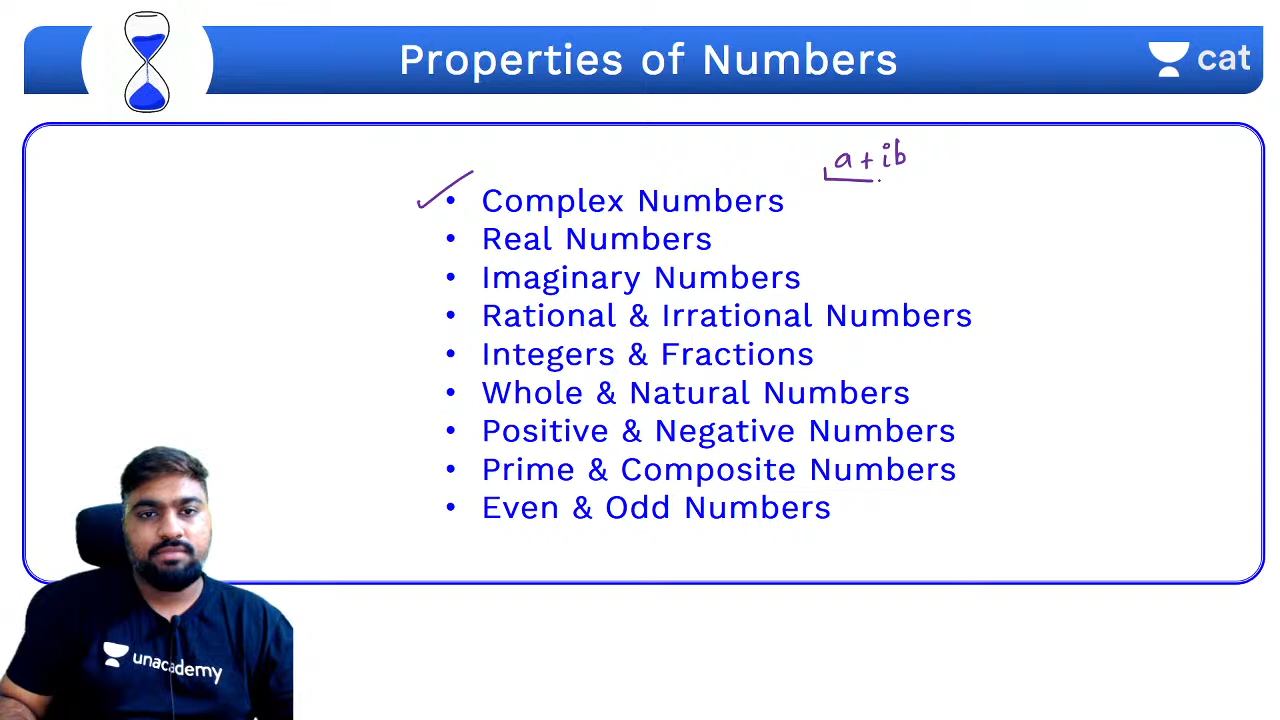 Properties of Numbers
cat
a + ib
• Complex Numbers
• Real Numbers
• Imaginary Numbers
• Rational & Irrational Numbers
• Integers & Fractions
• Whole & Natural Numbers
• Positive & Negative Numbers
• Prime & Composite Numbers
• Even & Odd Numbers
unacademy